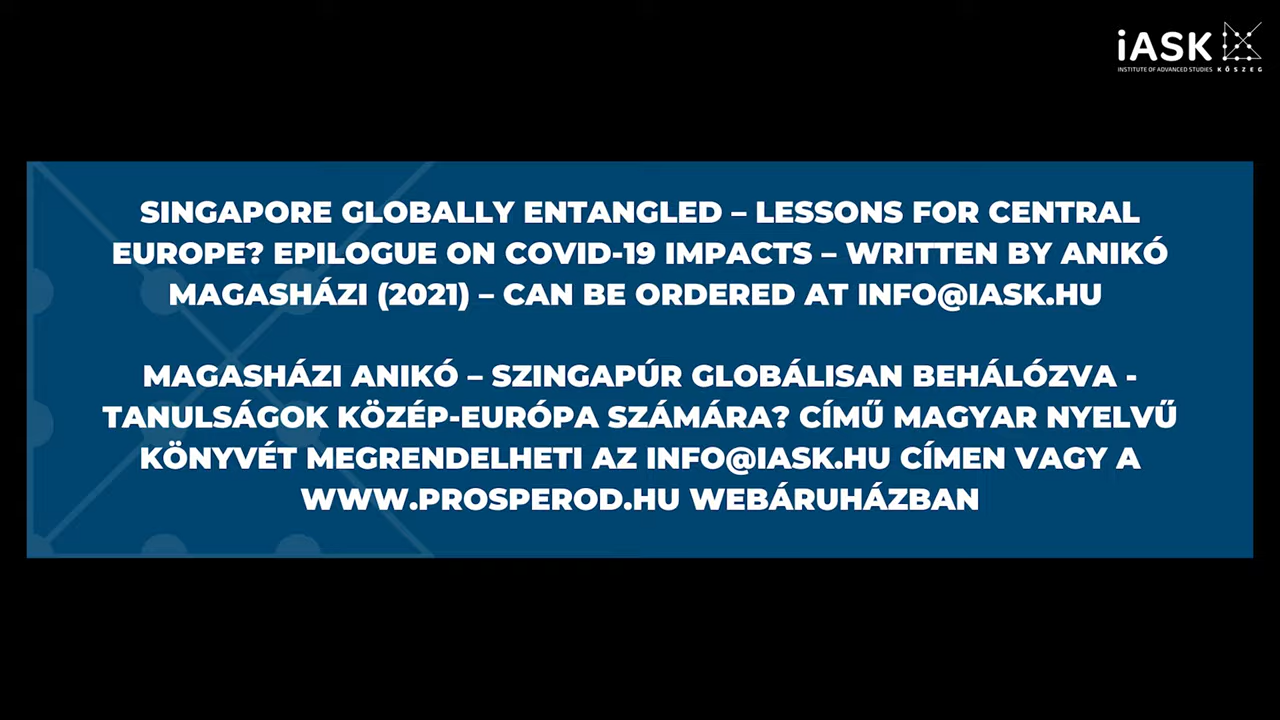 iASK
INSTITUTE OF ADVANCED STUDIES KŐSZEG
SINGAPORE GLOBALLY ENTANGLED – LESSONS FOR CENTRAL
EUROPE? EPILOGUE ON COVID-19 IMPACTS – WRITTEN BY ANIKÓ
MAGASHÁZI (2021) – CAN BE ORDERED AT INFO@IASK.HU
MAGASHÁZI ANIKÓ – SZINGAPÚR GLOBÁLISAN BEHÁLÓZVA -
TANULSÁGOK KÖZÉP-EURÓPA SZÁMÁRA? CÍMŰ MAGYAR NYELVŰ
KÖNYVÉT MEGRENDELHETI AZ INFO@IASK.HU CÍMEN VAGY A
WWW.PROSPEROD.HU WEBÁRUHÁZBAN